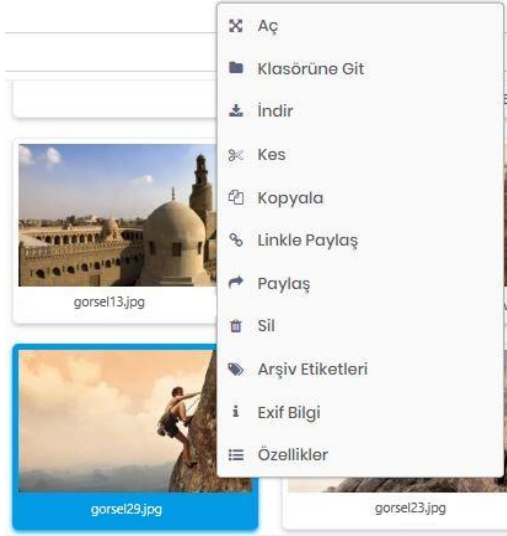 Aç
Klasörüne Git
İndir
Kes
Kopyala
Linkle Paylaş
Paylaş
Sil
Arşiv Etiketleri
Exif Bilgi
Özellikler
gorsel13.jpg
gorsel29.jpg
gorsel23.jpg